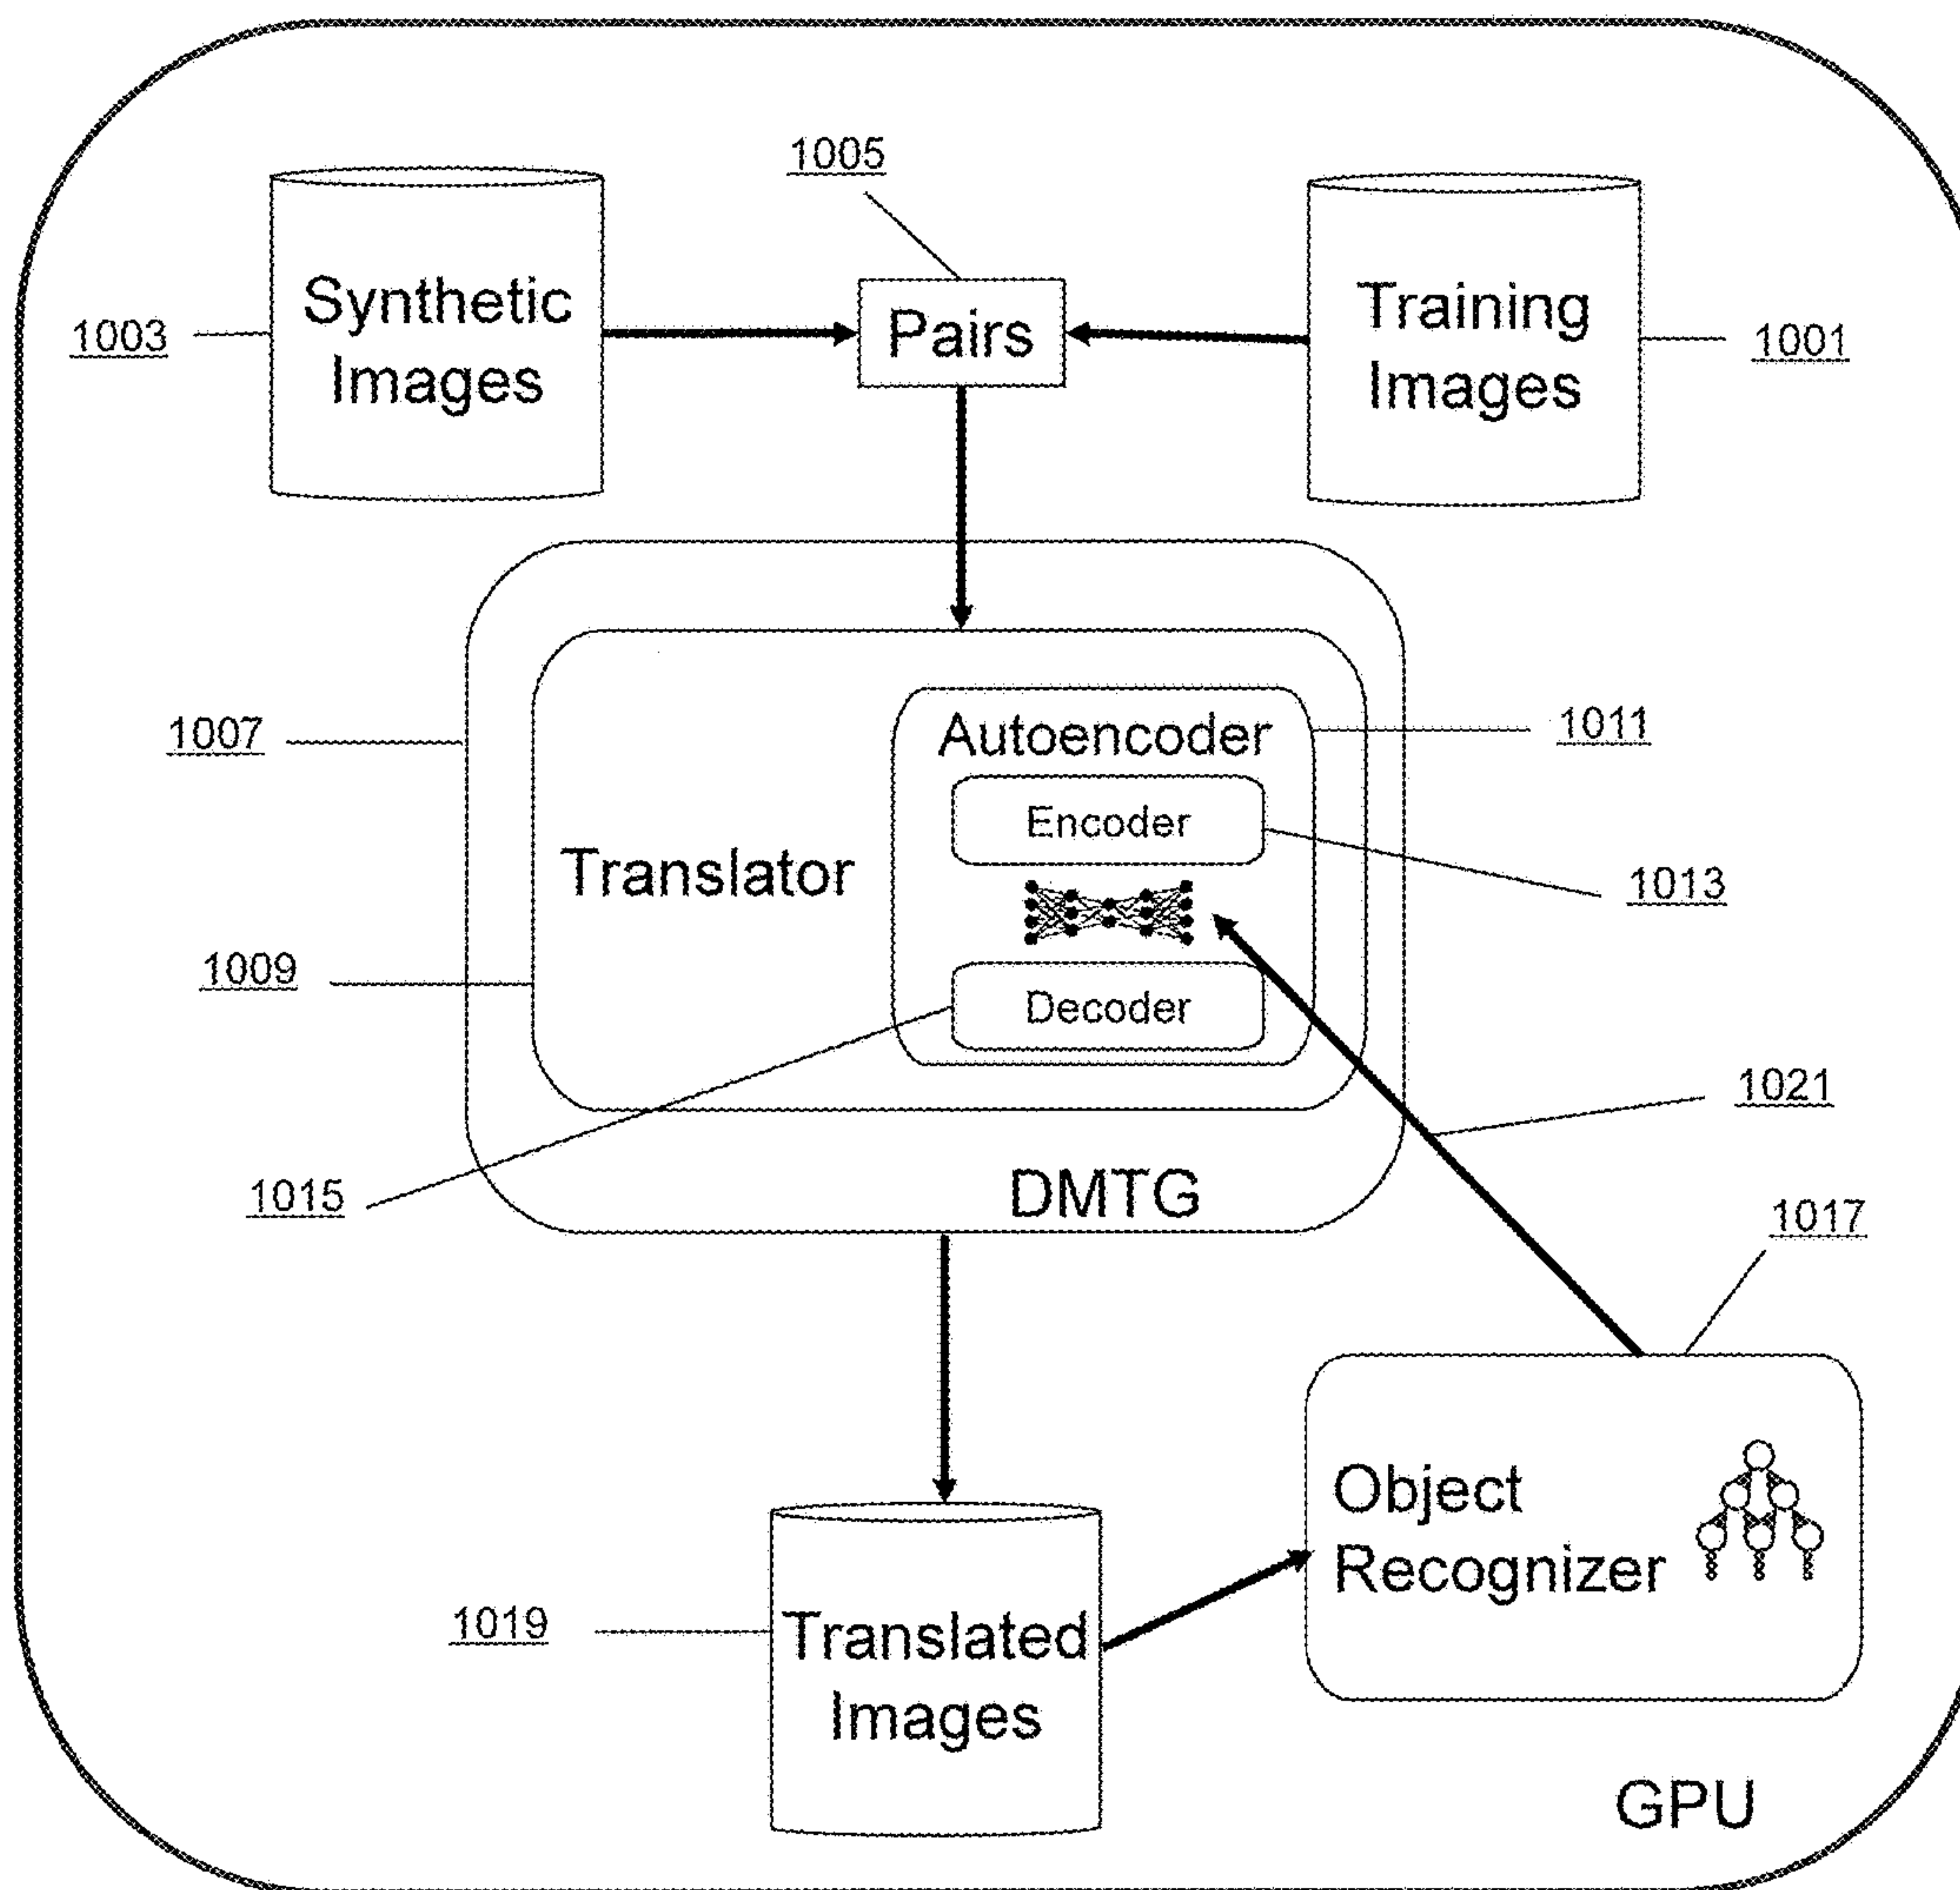 1005
Synthetic
Images
1003
Pairs
Training
Images
1001
1007
Autoencoder
1011
Encoder
Translator
1013
1009
Decoder
1021
1015
DMTG
1017
Object
Recognizer
1019
Translated
Images
GPU